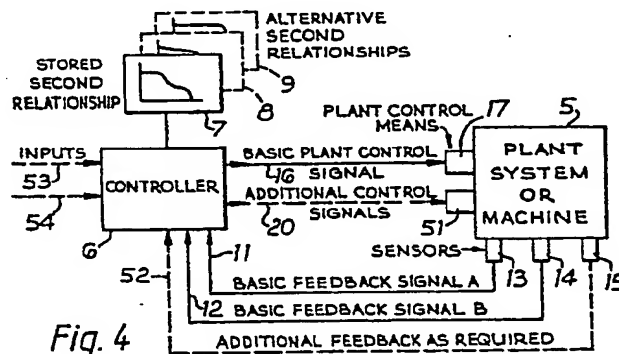 ALTERNATIVE
SECOND
RELATIONSHIPS
STORED
SECOND
RELATIONSHIP
9
8
7
PLANT CONTROL
MEANS
17
5
INPUTS
53
54
CONTROLLER
6
BASIC PLANT CONTROL
16 SIGNAL
ADDITIONAL CONTROL
20 SIGNALS
51
PLANT
SYSTEM
OR
MACHINE
SENSORS
13
14
15
11
52
12
BASIC FEEDBACK SIGNAL A
BASIC FEEDBACK SIGNAL B
ADDITIONAL FEEDBACK AS REQUIRED
Fig. 4